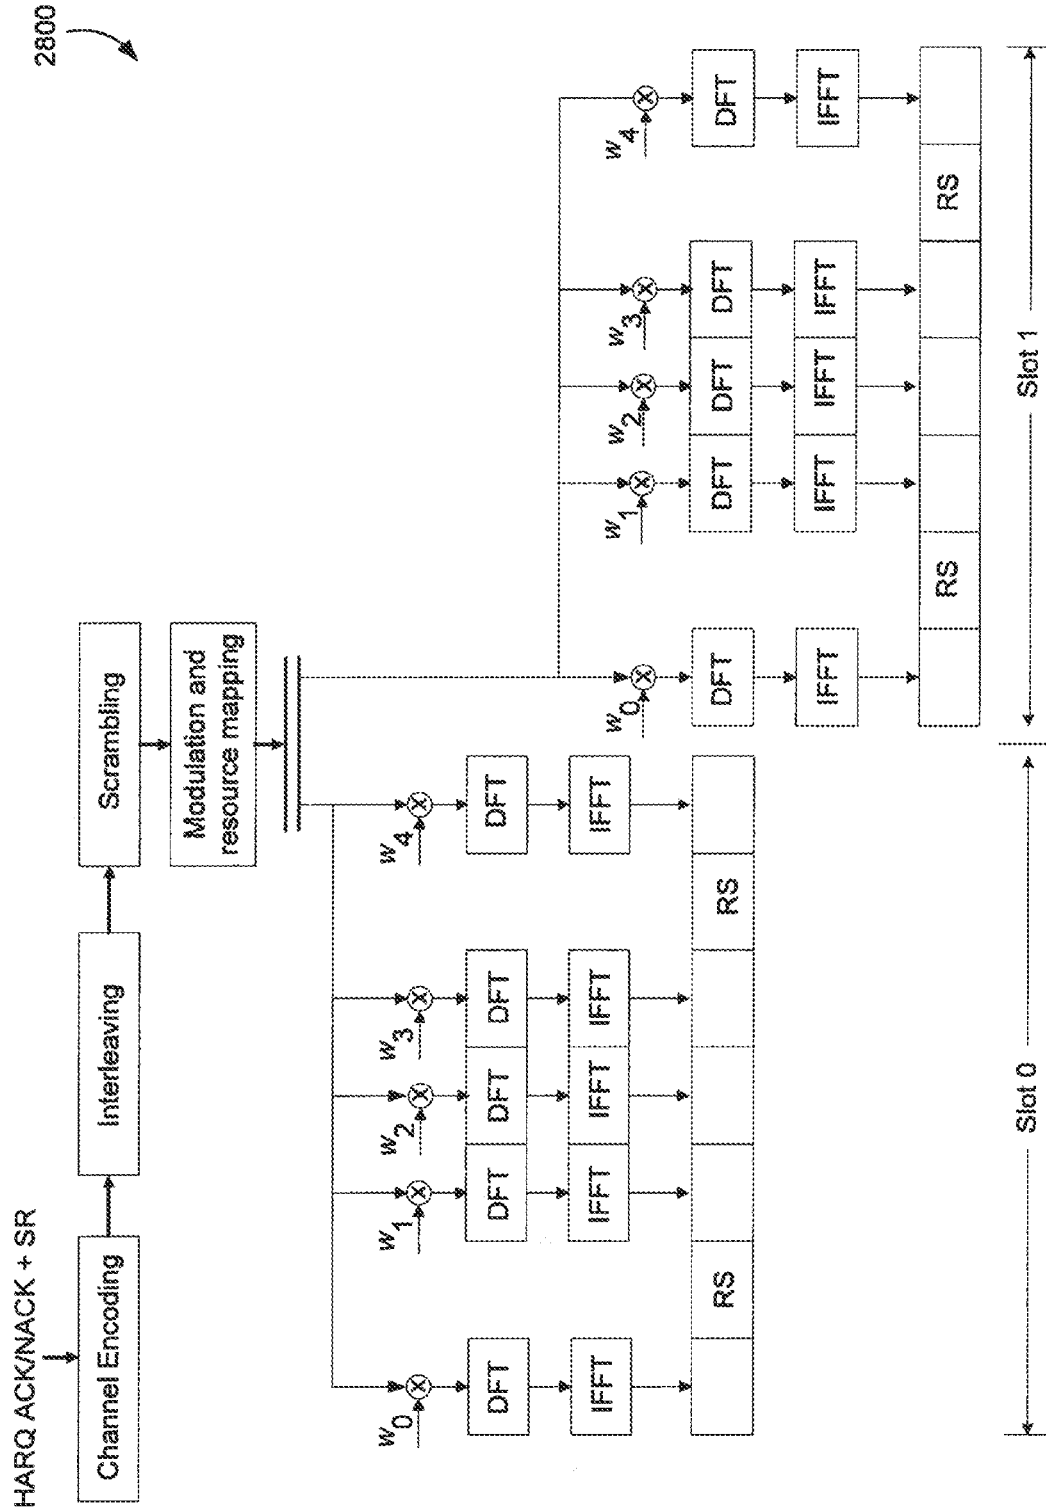 2800
HARQ ACK/NACK + SR
Channel Encoding
Interleaving
Scrambling
Modulation and
resource mapping
w0
w1
w2
w3
w4
DFT
DFT
DFT
DFT
DFT
IFFT
IFFT
IFFT
IFFT
IFFT
RS
RS
w0
w1
w2
w3
w4
DFT
DFT
DFT
DFT
DFT
IFFT
IFFT
IFFT
IFFT
IFFT
RS
RS
Slot 0
Slot 1